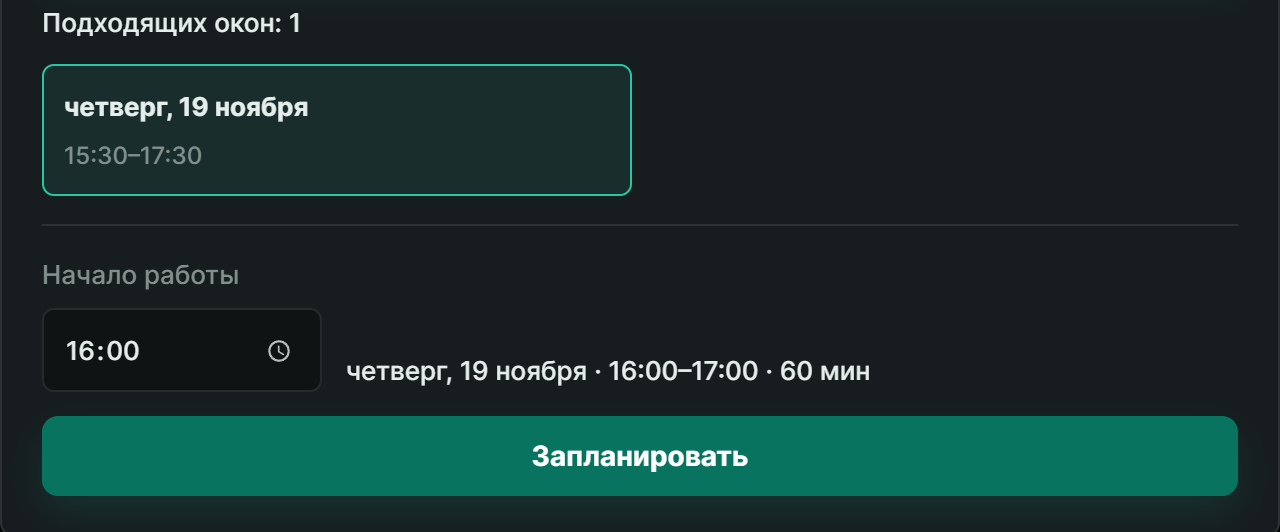 Подходящих окон: 1
четверг, 19 ноября
15:30–17:30
Начало работы
16:00
четверг, 19 ноября · 16:00–17:00 · 60 мин
Запланировать